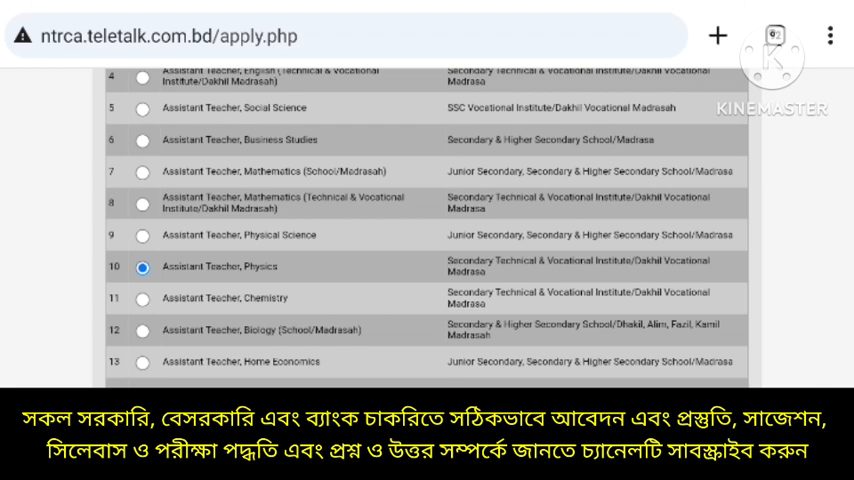 ntrca.teletalk.com.bd/apply.php
92
K
KINEMASTER
4 Assistant Teacher, English (Technical & Vocational Institute/Dakhil Madrasah) Secondary Technical & Vocational Institute/Dakhil Vocational Madrasa
5 Assistant Teacher, Social Science SSC Vocational Institute/Dakhil Vocational Madrasah
6 Assistant Teacher, Business Studies Secondary & Higher Secondary School/Madrasa
7 Assistant Teacher, Mathematics (School/Madrasah) Junior Secondary, Secondary & Higher Secondary School/Madrasa
8 Assistant Teacher, Mathematics (Technical & Vocational Institute/Dakhil Madrasah) Secondary Technical & Vocational Institute/Dakhil Vocational Madrasa
9 Assistant Teacher, Physical Science Junior Secondary, Secondary & Higher Secondary School/Madrasa
10 Assistant Teacher, Physics Secondary Technical & Vocational Institute/Dakhil Vocational Madrasa
11 Assistant Teacher, Chemistry Secondary Technical & Vocational Institute/Dakhil Vocational Madrasa
12 Assistant Teacher, Biology (School/Madrasah) Secondary & Higher Secondary School/Dhakil, Alim, Fazil, Kamil Madrasah
13 Assistant Teacher, Home Economics Junior Secondary, Secondary & Higher Secondary School/Madrasa
সকল সরকারি, বেসরকারি এবং ব্যাংক চাকরিতে সঠিকভাবে আবেদন এবং প্রস্তুতি, সাজেশন,
সিলেবাস ও পরীক্ষা পদ্ধতি এবং প্রশ্ন ও উত্তর সম্পর্কে জানতে চ্যানেলটি সাবস্ক্রাইব করুন